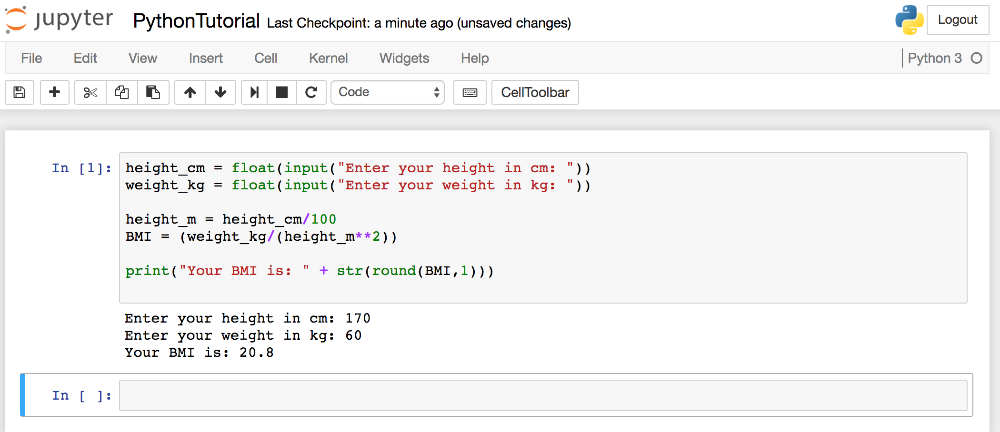 jupyter PythonTutorial Last Checkpoint: a minute ago (unsaved changes) Logout
File Edit View Insert Cell Kernel Widgets Help Python 3
Code CellToolbar
In [1]: height_cm = float(input("Enter your height in cm: "))
weight_kg = float(input("Enter your weight in kg: "))
height_m = height_cm/100
BMI = (weight_kg/(height_m**2))
print("Your BMI is: " + str(round(BMI,1)))
Enter your height in cm: 170
Enter your weight in kg: 60
Your BMI is: 20.8
In [ ]: